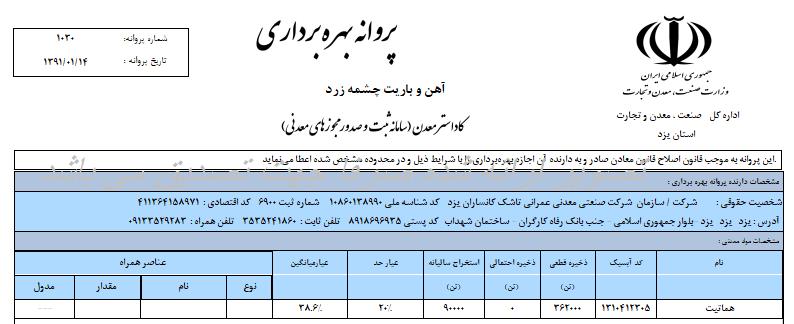 جمهوری اسلامی ایران
وزارت صنعت، معدن و تجارت
اداره کل صنعت، معدن و تجارت
استان یزد
پروانه بهره برداری
آهن و باریت چشمه زرد
کاداستر معدن (سامانه ثبت و صدور مجوزهای معدنی)
شماره پروانه: ۱۰۳۰
تاریخ پروانه : ۱۳۹۱/۰۱/۱۴
این پروانه به موجب قانون اصلاح قانون معادن صادر و به دارنده آن اجازه بهره‌برداری را با شرایط ذیل و در محدوده مشخص شده اعطا می نماید.
مشخصات دارنده پروانه بهره برداری :
شخصیت حقوقی : شرکت / سازمان شرکت صنعتی معدنی عمرانی تاشک کانساران یزد کد شناسه ملی ۱۰۸۶۰۱۳۸۹۹۰ شماره ثبت ۶۹۰۰ کد اقتصادی : ۴۱۱۳۶۴۱۵۸۹۷۱
آدرس : یزد یزد یزد -بلوار جمهوری اسلامی - جنب بانک رفاه کارگران - ساختمان شهداب کد پستی ۸۹۱۸۶۹۶۹۳۵ تلفن ثابت : ۳۵۳۵۲۴۱۸۶۰ تلفن همراه : ۰۹۱۳۳۵۲۹۲۸۳
مشخصات مواد معدنی :
نام کد آیسیک ذخیره قطعی (تن) ذخیره احتمالی (تن) استخراج سالیانه (تن) عیار حد عیارمیانگین عناصر همراه
نوع نام مقدار مدول
هماتیت ۱۳۱۰۴۱۲۳۰۵ ۳۶۲۰۰۰ ۰ ۹۰۰۰۰ ۲۰% ۳۸.۶% ----